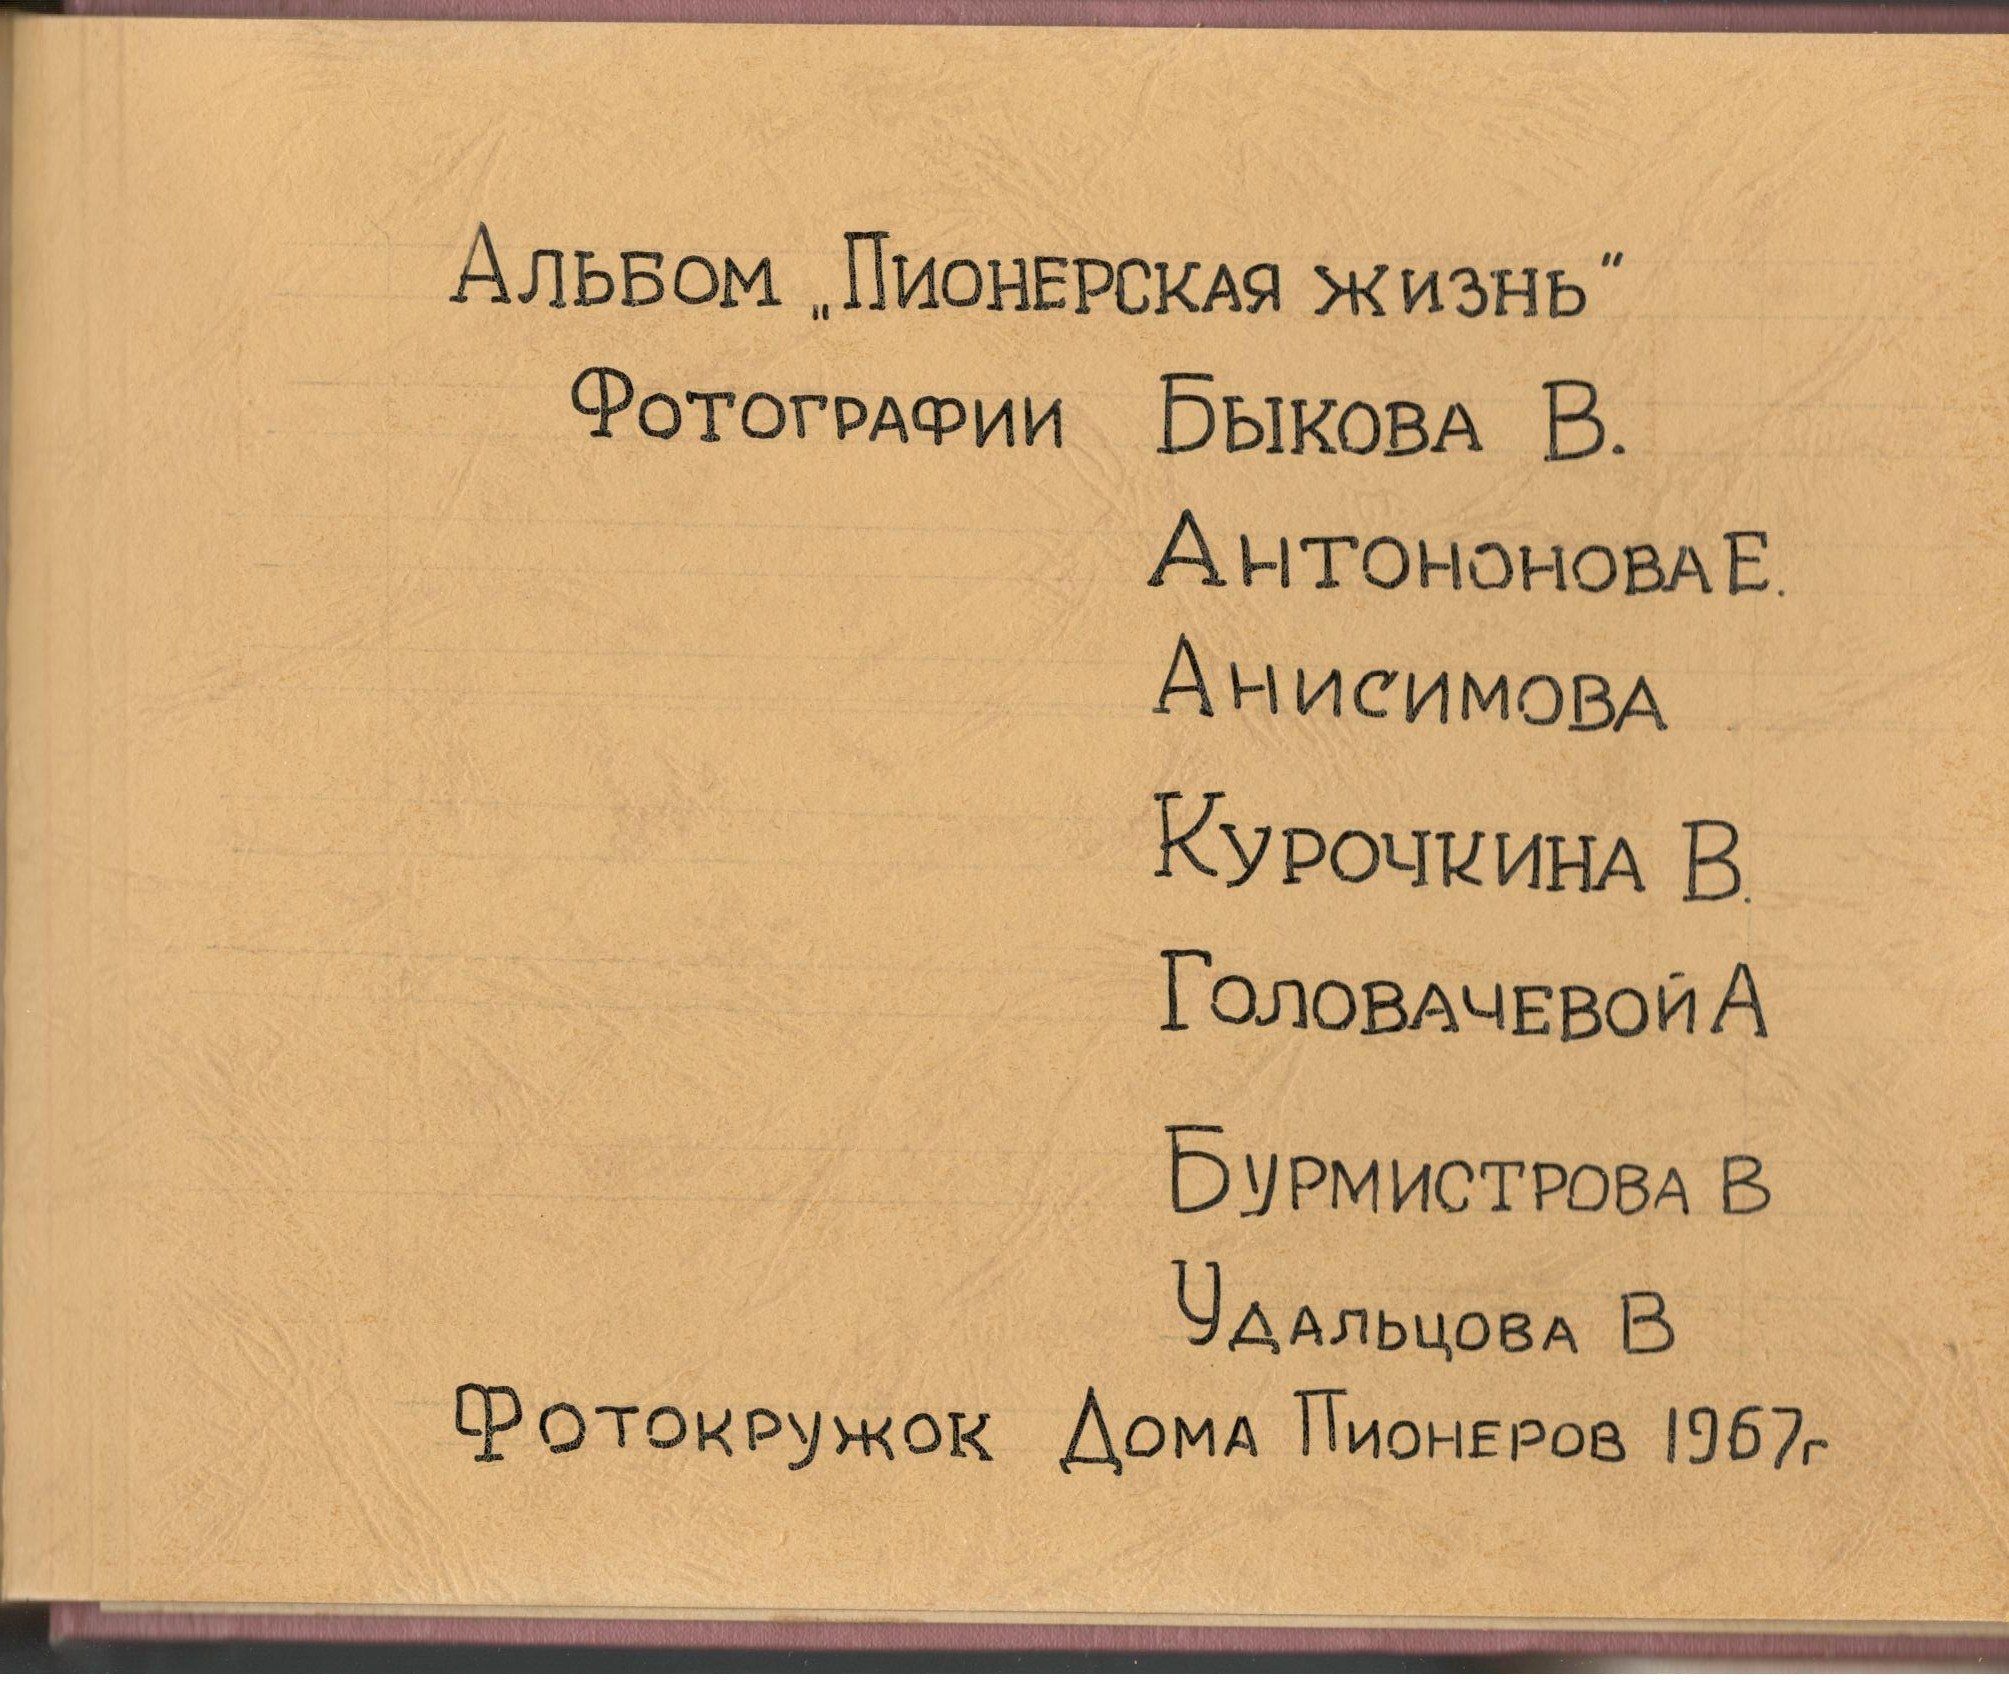 Альбом „Пионерская жизнь“
Фотографии Быкова В.
Антононова Е.
Анисимова
Курочкина В.
Головачевой А
Бурмистрова В
Удальцова В
Фотокружок Дома Пионеров 1967г